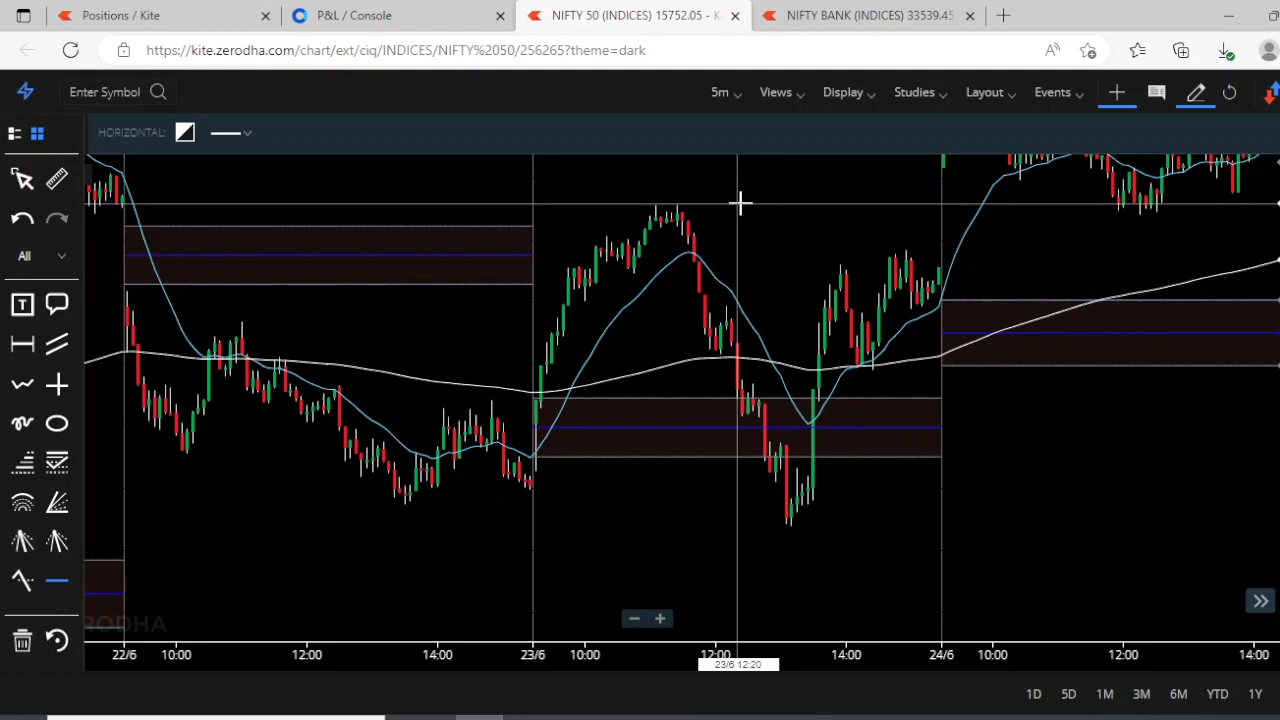 Positions / Kite
P&L / Console
NIFTY 50 (INDICES) 15752.05 - K
NIFTY BANK (INDICES) 33539.45
https://kite.zerodha.com/chart/ext/ciq/INDICES/NIFTY%2050/256265?theme=dark
Enter Symbol
5m
Views
Display
Studies
Layout
Events
HORIZONTAL:
All
T
RODHA
22/6 10:00 12:00 14:00 23/6 10:00 12:00 14:00 24/6 10:00 12:00 14:00
23/6 12:20
1D 5D 1M 3M 6M YTD 1Y